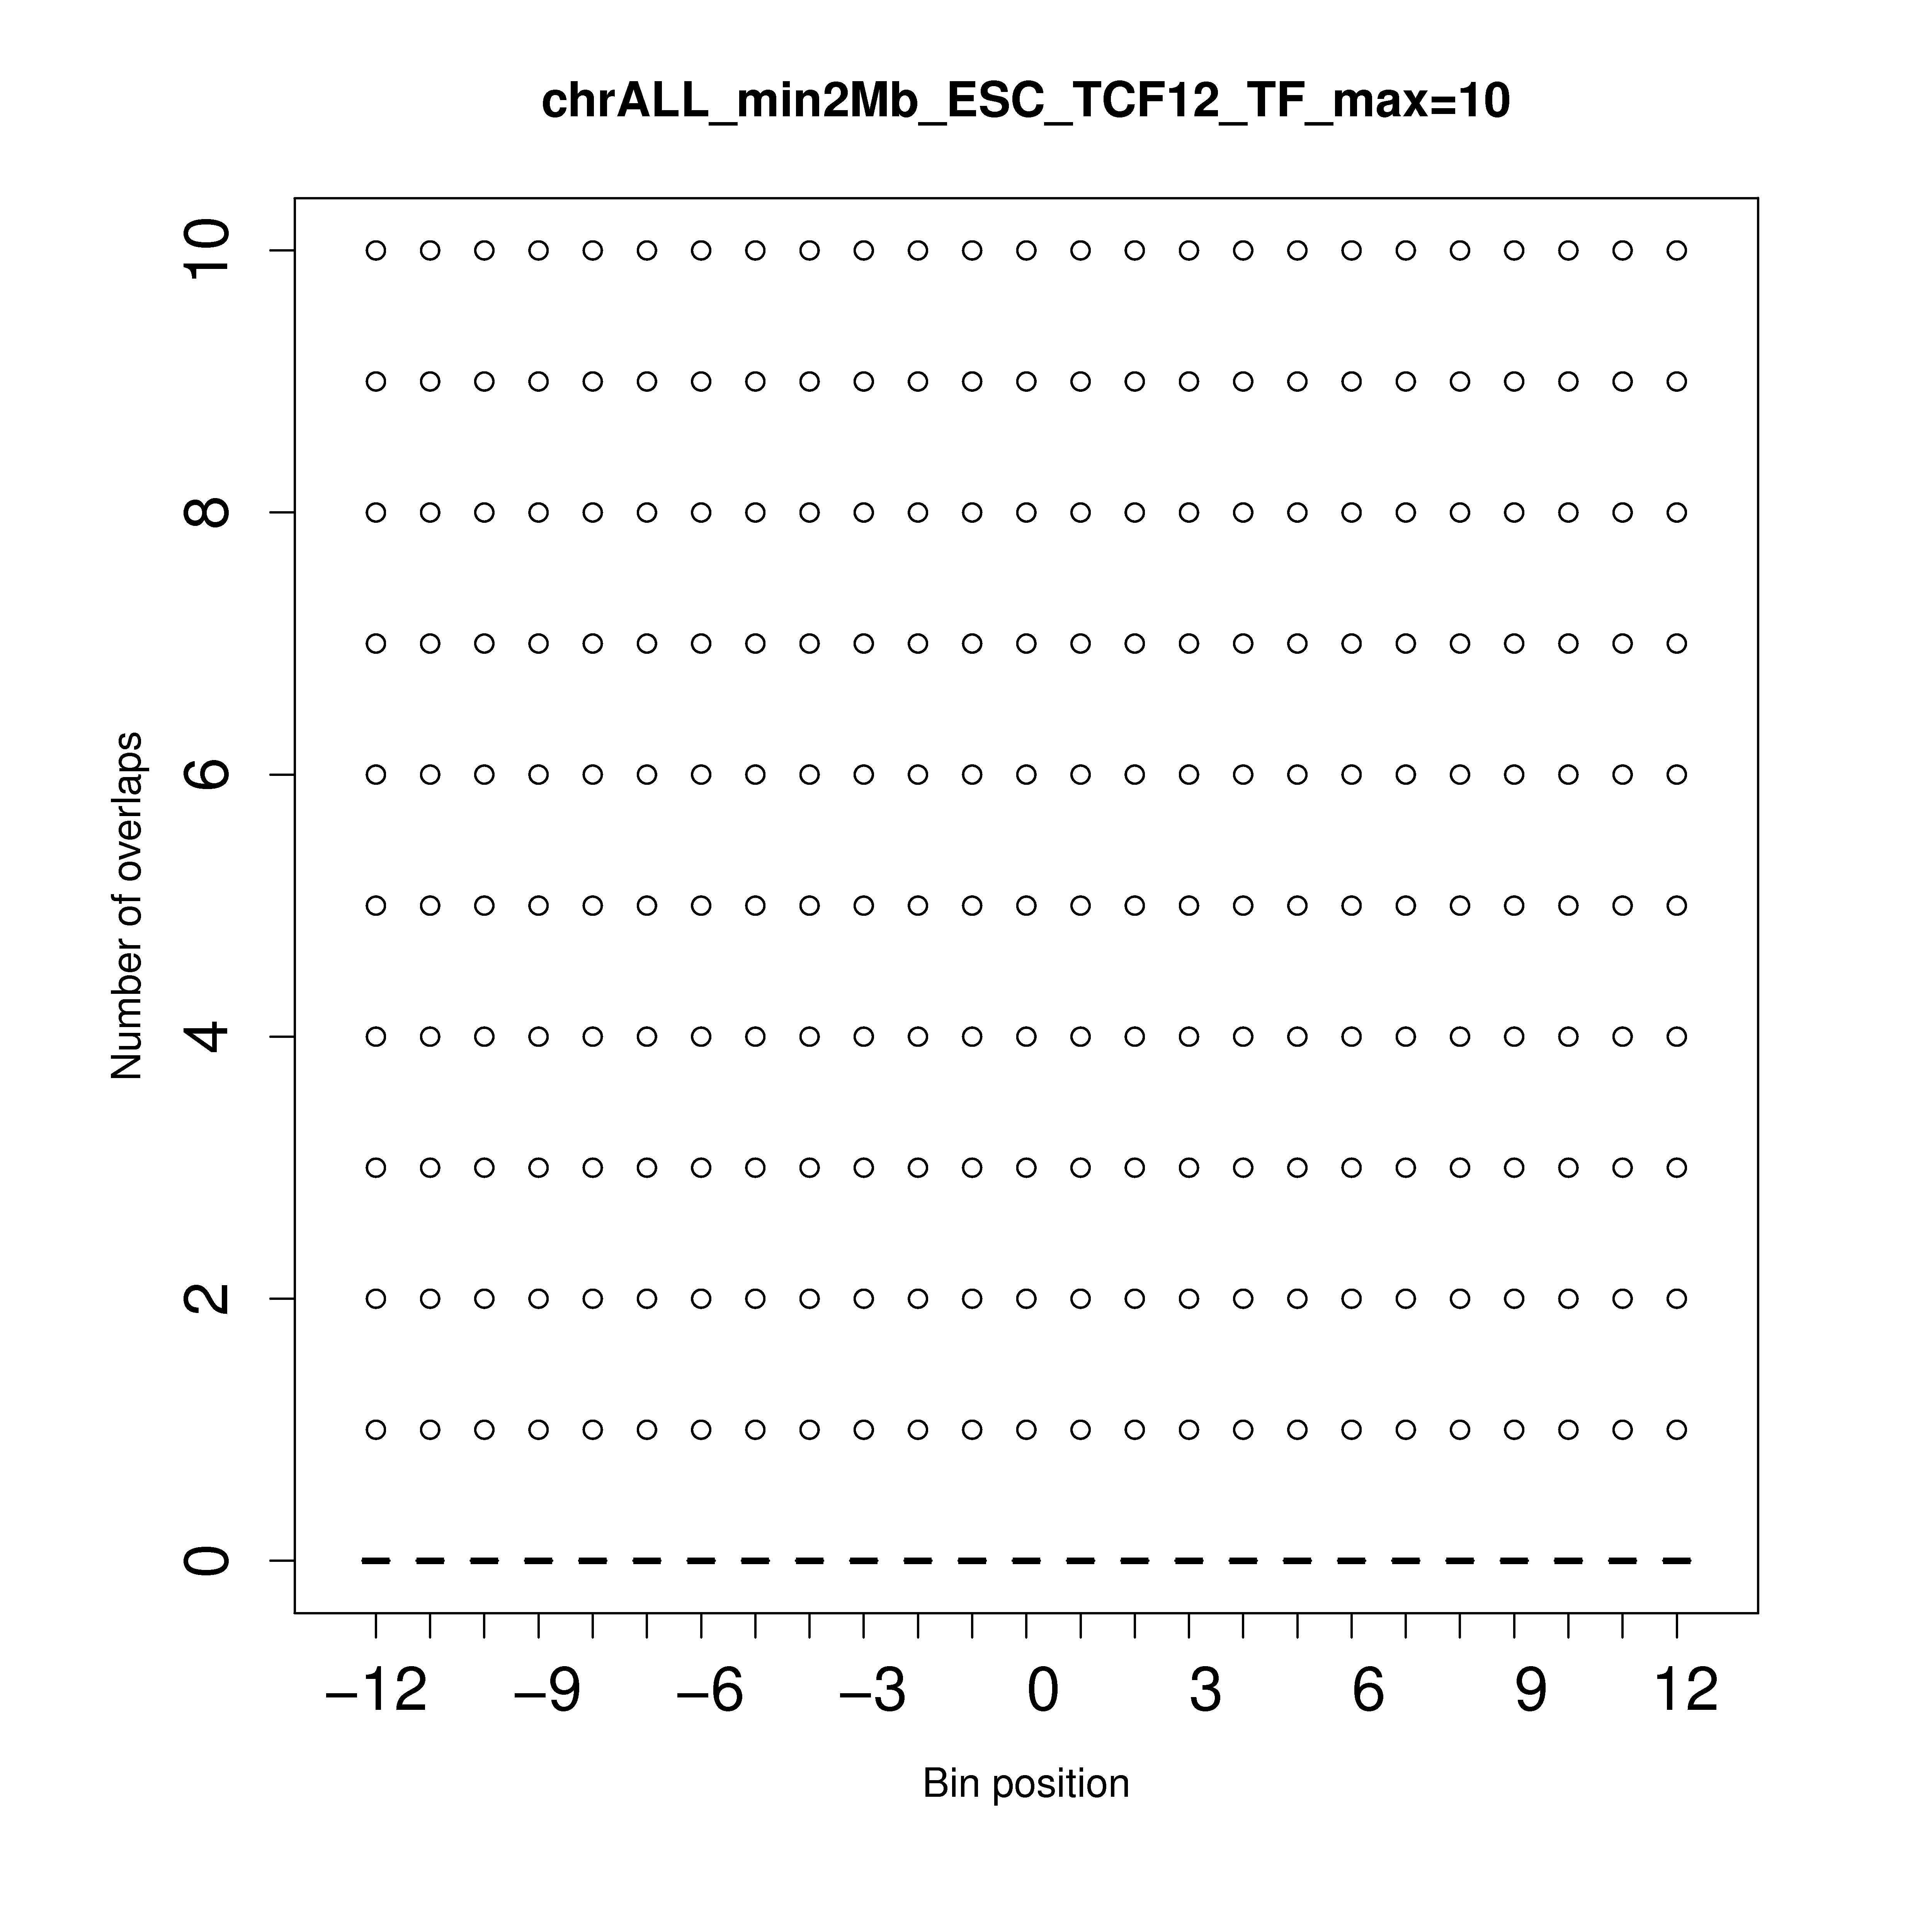 chrALL_min2Mb_ESC_TCF12_TF_max=10
10
8
6
4
2
0
Number of overlaps
−12 −9 −6 −3 0 3 6 9 12
Bin position